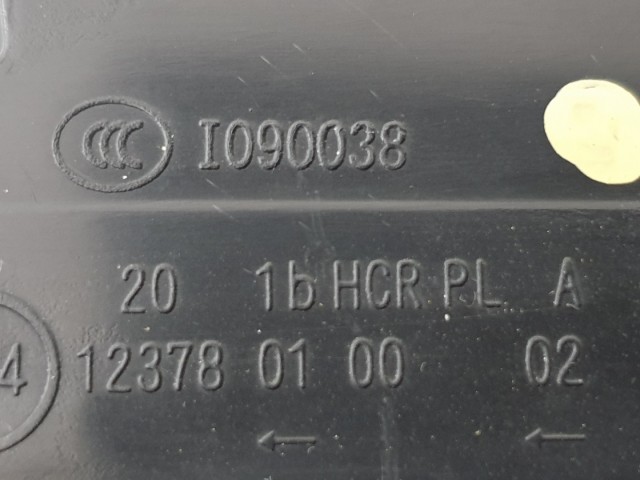 CCC I090038
20 1b HCR PL A
4 12378 01 00 02
← ←